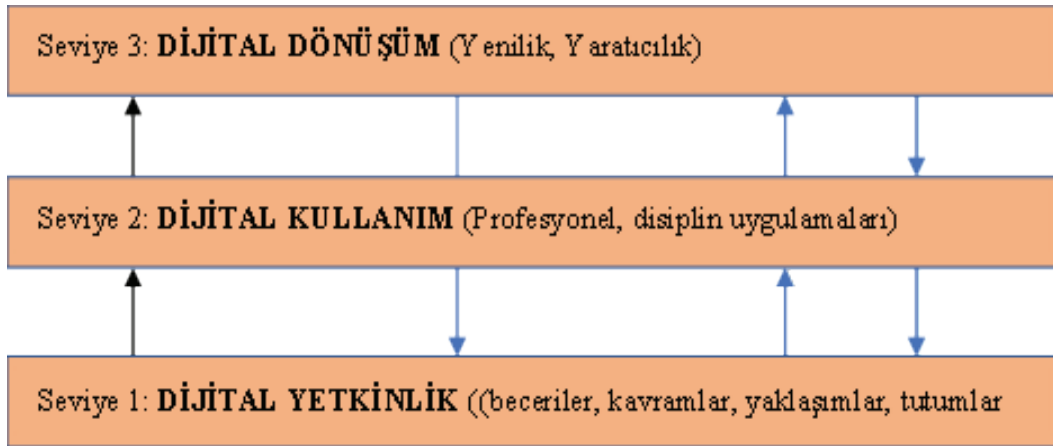 Seviye 3: DİJİTAL DÖNÜŞÜM (Yenilik, Yaratıcılık)
Seviye 2: DİJİTAL KULLANIM (Profesyonel, disiplin uygulamaları)
Seviye 1: DİJİTAL YETKİNLİK ((beceriler, kavramlar, yaklaşımlar, tutumlar